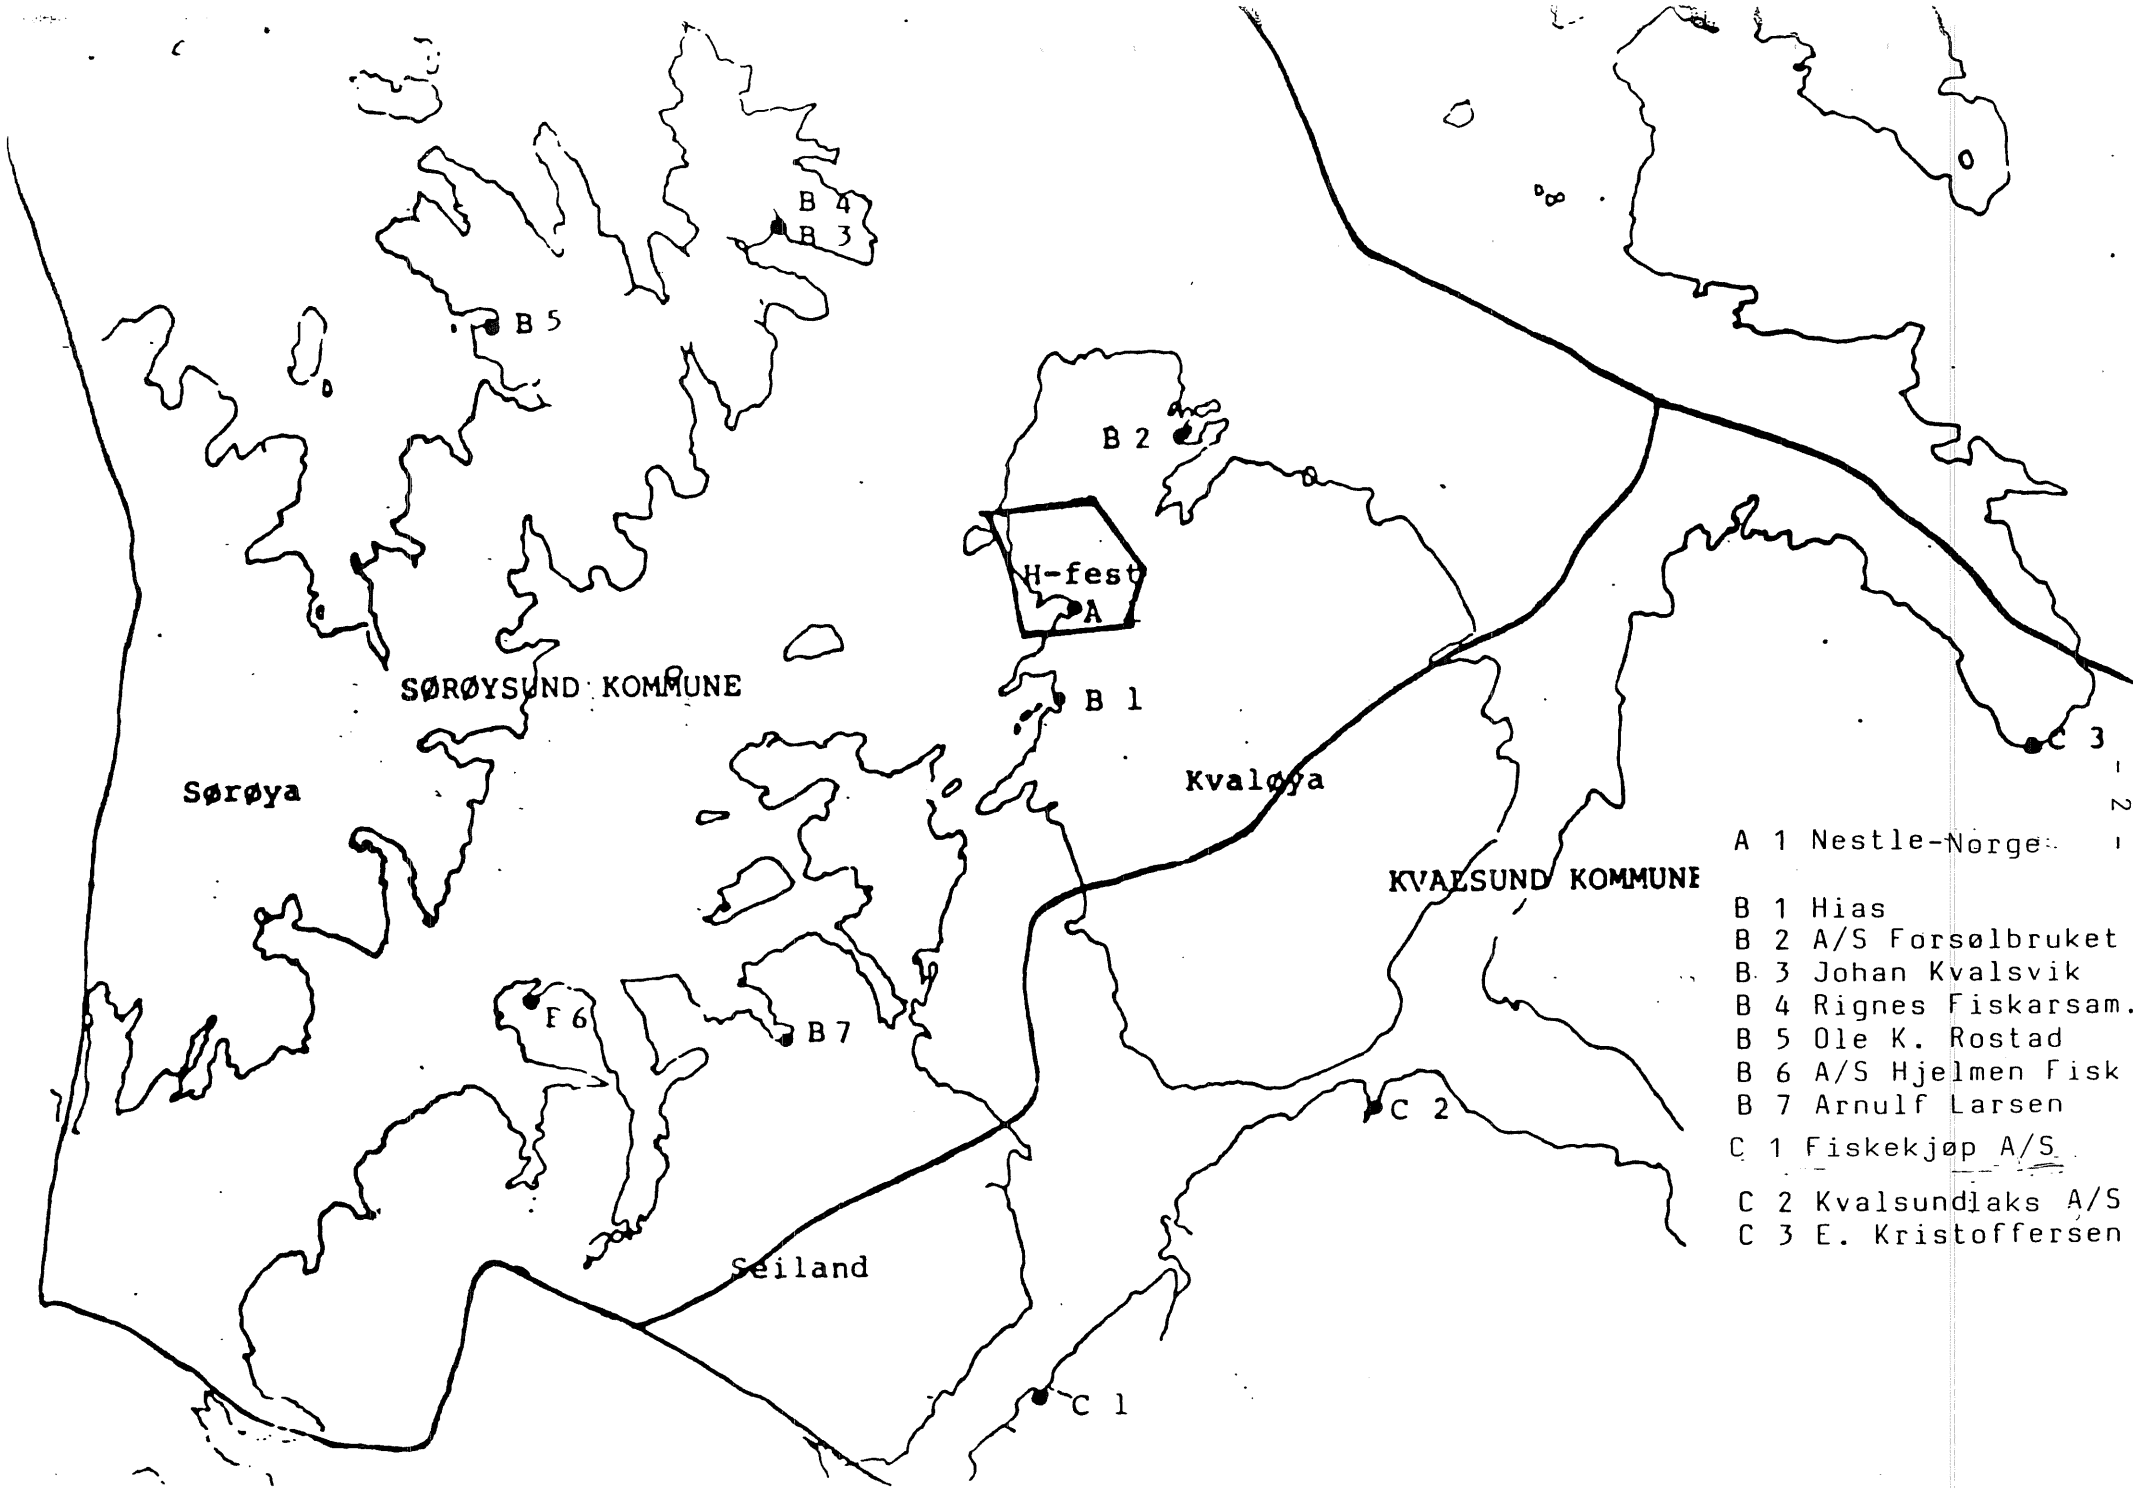 B 4
B 3
B 5
B 2
H-fest
A
SØRØYSUND KOMMUNE
B 1
C 3
Sørøya
Kvaløya
- 2 -
KVALSUND KOMMUNE
A 1 Nestle-Norge
B 1 Hias
B 2 A/S Forsølbruket
B 3 Johan Kvalsvik
B 4 Rignes Fiskarsam.
B 5 Ole K. Rostad
B 6 A/S Hjelmen Fisk
B 7 Arnulf Larsen
C 1 Fiskekjøp A/S
C 2 Kvalsundlaks A/S
C 3 E. Kristoffersen
B 6
B 7
C 2
Seiland
C 1